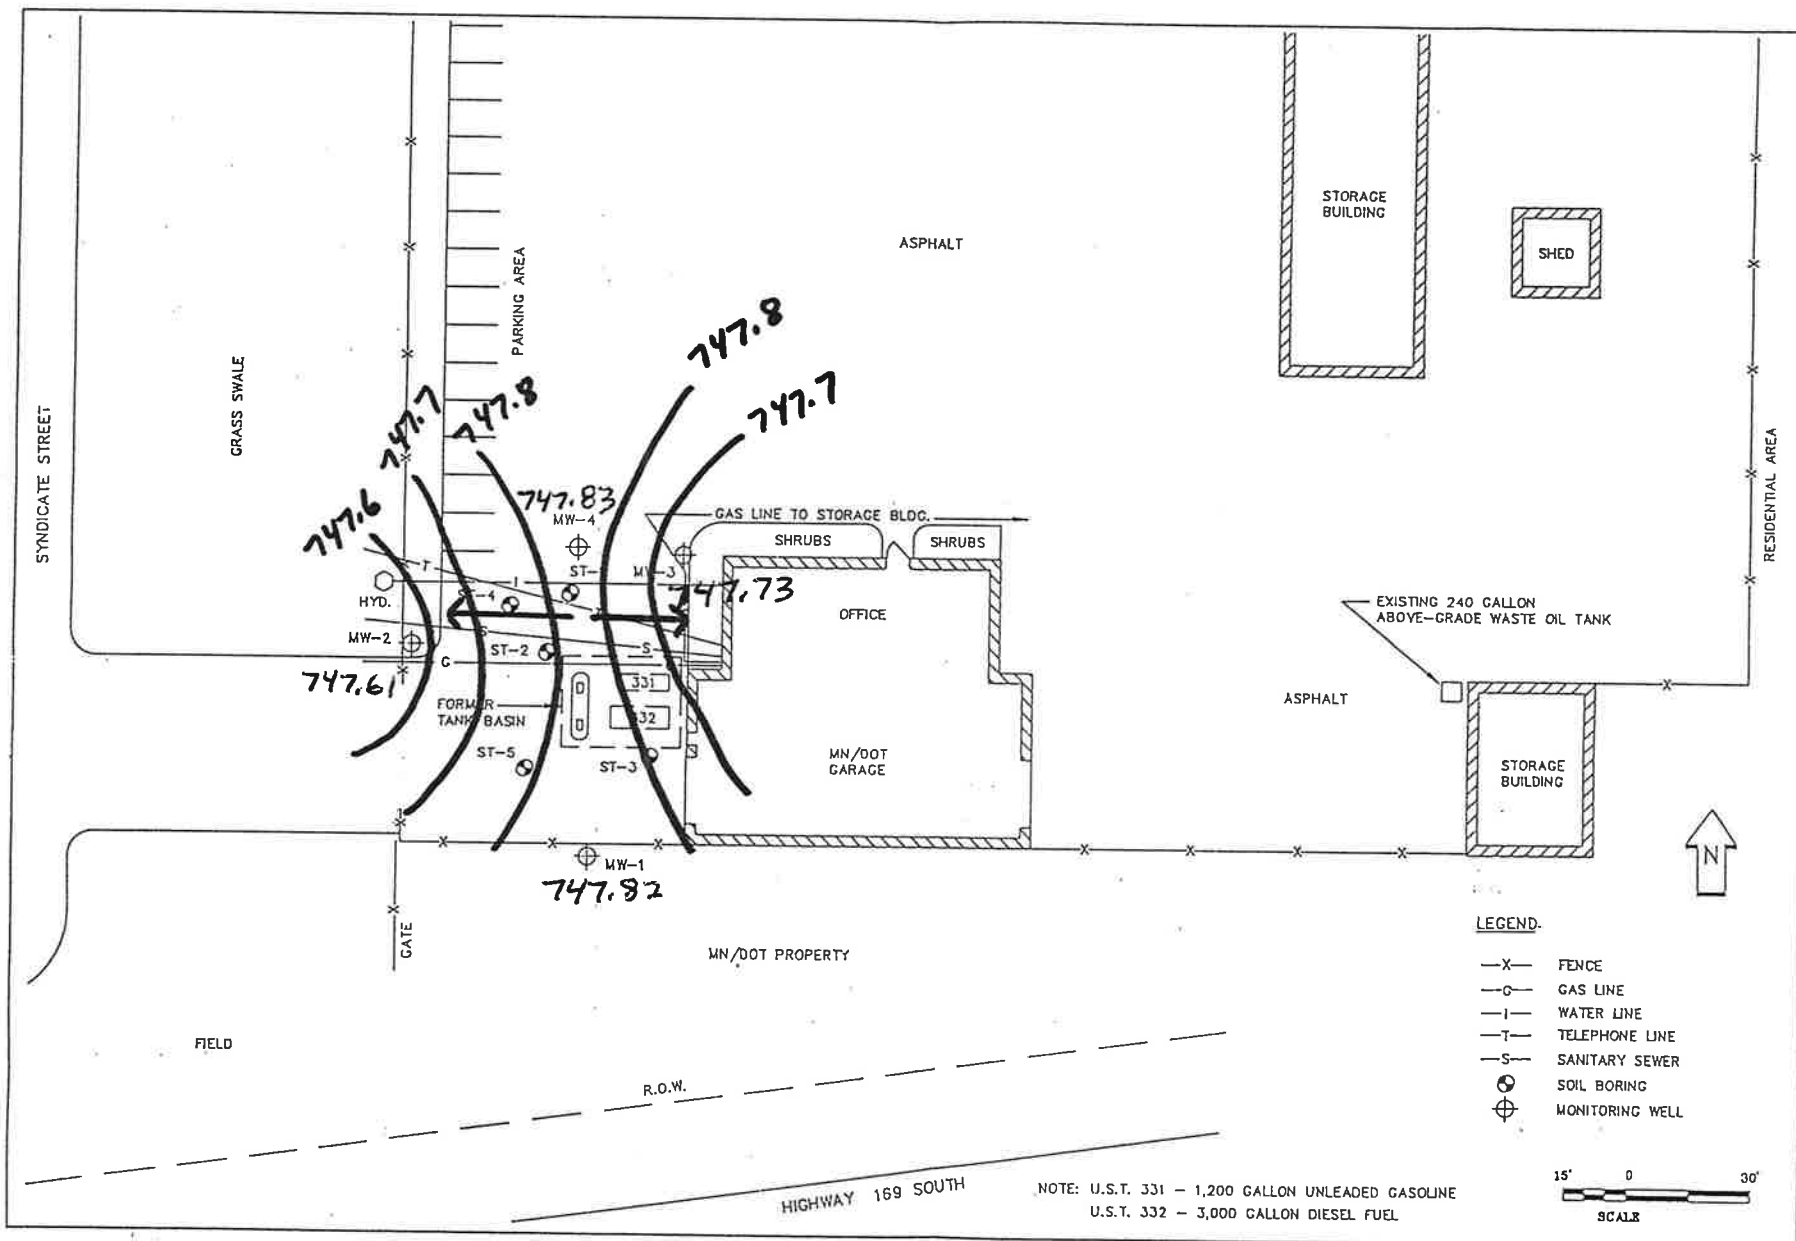 STORAGE
BUILDING
ASPHALT
SHED
PARKING AREA
GRASS SWALE
SYNDICATE STREET
RESIDENTIAL AREA
747.8
747.7
747.8
747.7
747.6
747.83
MW-4
GAS LINE TO STORAGE BLDG.
SHRUBS
SHRUBS
T
I
ST-
MW-3
747.73
HYD.
-4
OFFICE
EXISTING 240 GALLON
ABOVE-GRADE WASTE OIL TANK
MW-2
S
ST-2
S
G
747.61
331
FORMER
TANK BASIN
332
ASPHALT
ST-5
ST-3
MN/DOT
GARAGE
STORAGE
BUILDING
MW-1
747.82
N
GATE
MN/DOT PROPERTY
LEGEND
—X— FENCE
—G— GAS LINE
—I— WATER LINE
—T— TELEPHONE LINE
—S— SANITARY SEWER
SOIL BORING
MONITORING WELL
FIELD
R.O.W.
HIGHWAY 169 SOUTH
NOTE: U.S.T. 331 – 1,200 GALLON UNLEADED GASOLINE
U.S.T. 332 – 3,000 GALLON DIESEL FUEL
15' 0 30'
SCALE